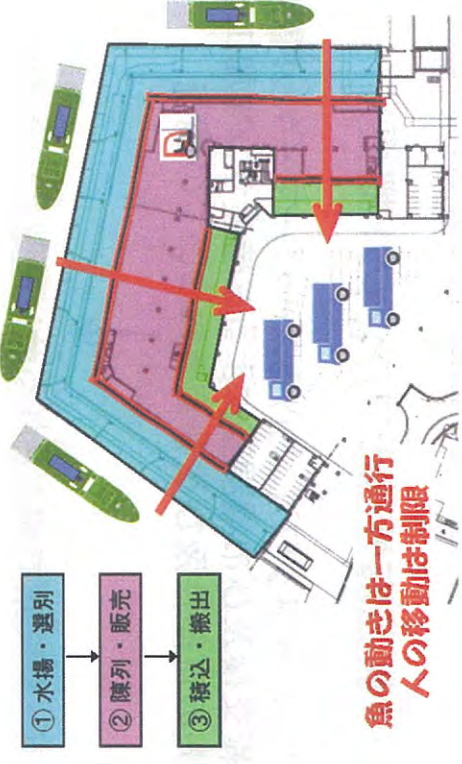 ① 水揚・選別
② 陳列・販売
③ 積込・搬出
魚の動きは一方通行
人の移動は制限